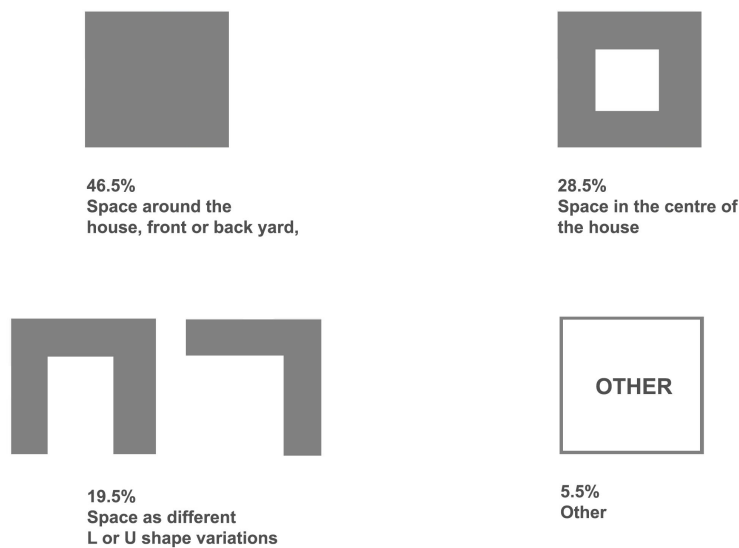 46.5%
Space around the
house, front or back yard,
28.5%
Space in the centre of
the house
19.5%
Space as different
L or U shape variations
OTHER
5.5%
Other